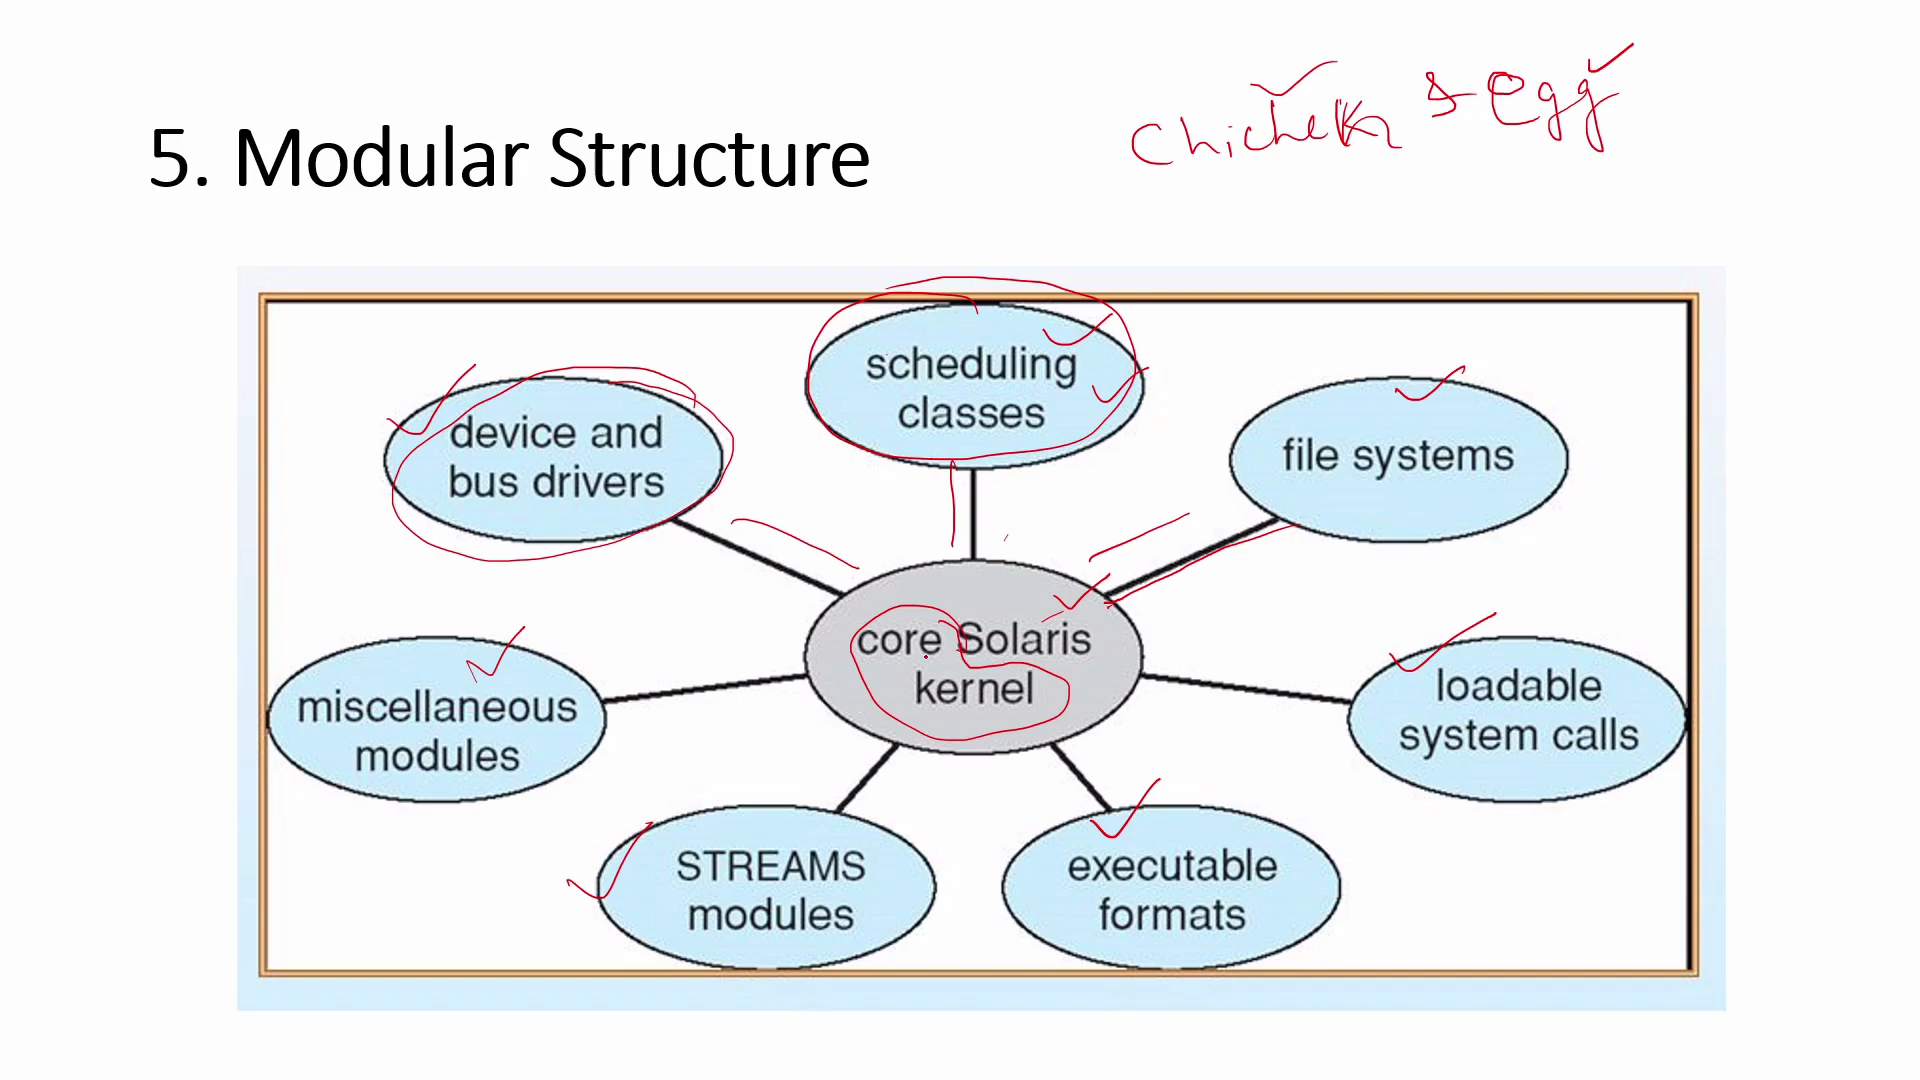 5. Modular Structure
Chicken & egg
scheduling
classes
device and
bus drivers
file systems
core Solaris
kernel
miscellaneous
modules
loadable
system calls
STREAMS
modules
executable
formats